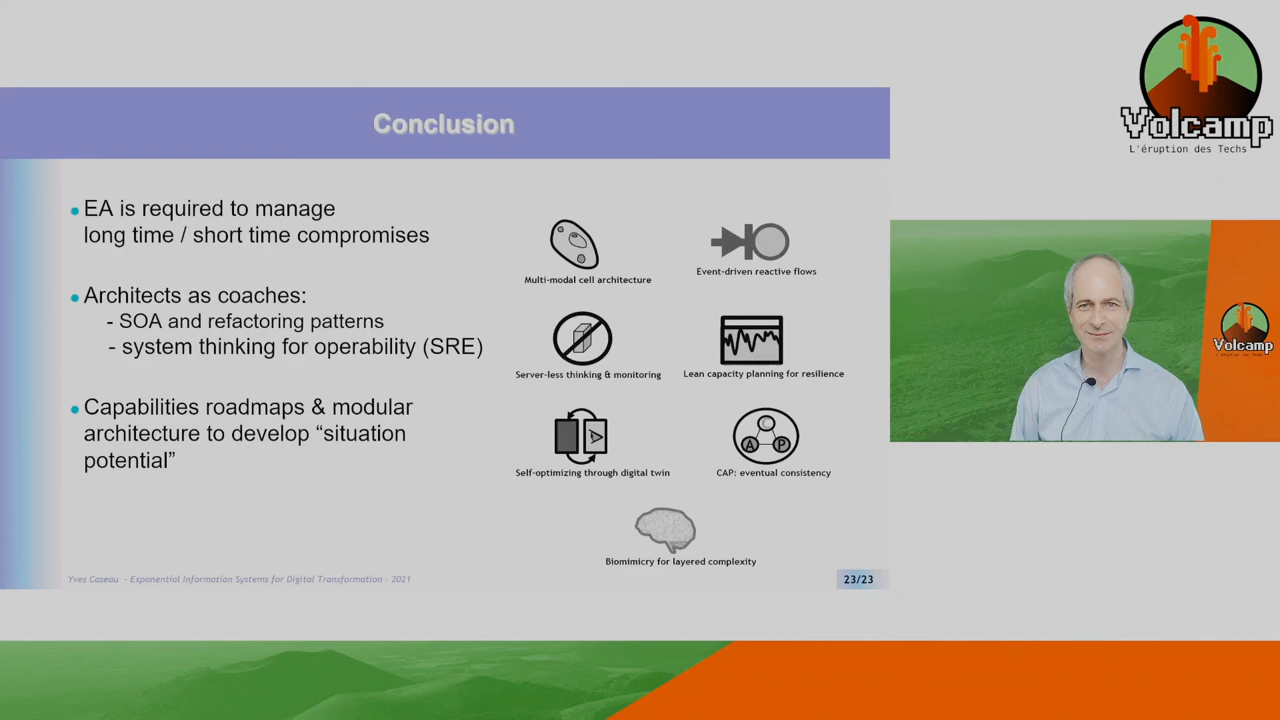 Conclusion
• EA is required to manage
long time / short time compromises
• Architects as coaches:
- SOA and refactoring patterns
- system thinking for operability (SRE)
• Capabilities roadmaps & modular
architecture to develop “situation
potential”
Multi-modal cell architecture
Event-driven reactive flows
Server-less thinking & monitoring
Lean capacity planning for resilience
Self-optimizing through digital twin
C
A
P
CAP: eventual consistency
Biomimicry for layered complexity
Yves Caseau - Exponential Information Systems for Digital Transformation - 2021
23/23
Volcamp
L'éruption des Techs
Volcamp